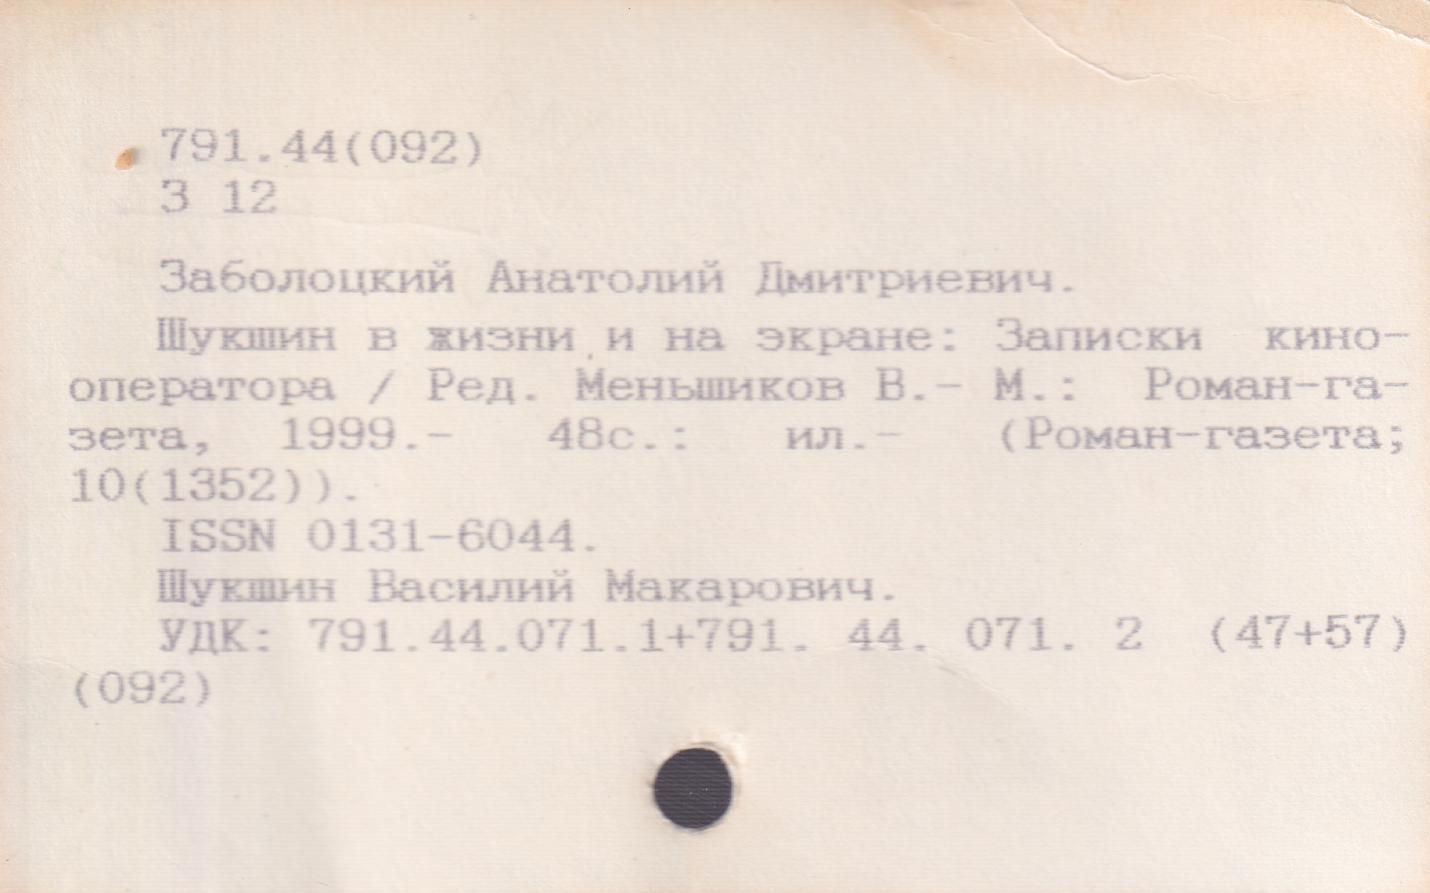 791.44(092)
З 12
Заболоцкий Анатолий Дмитриевич.
Шукшин в жизни и на экране: Записки кино-
оператора / Ред. Меньшиков В.- М.: Роман-га-
зета, 1999.- 48с.: ил.- (Роман-газета;
10(1352)).
ISSN 0131-6044.
Шукшин Василий Макарович.
УДК: 791.44.071.1+791. 44. 071. 2 (47+57)
(092)